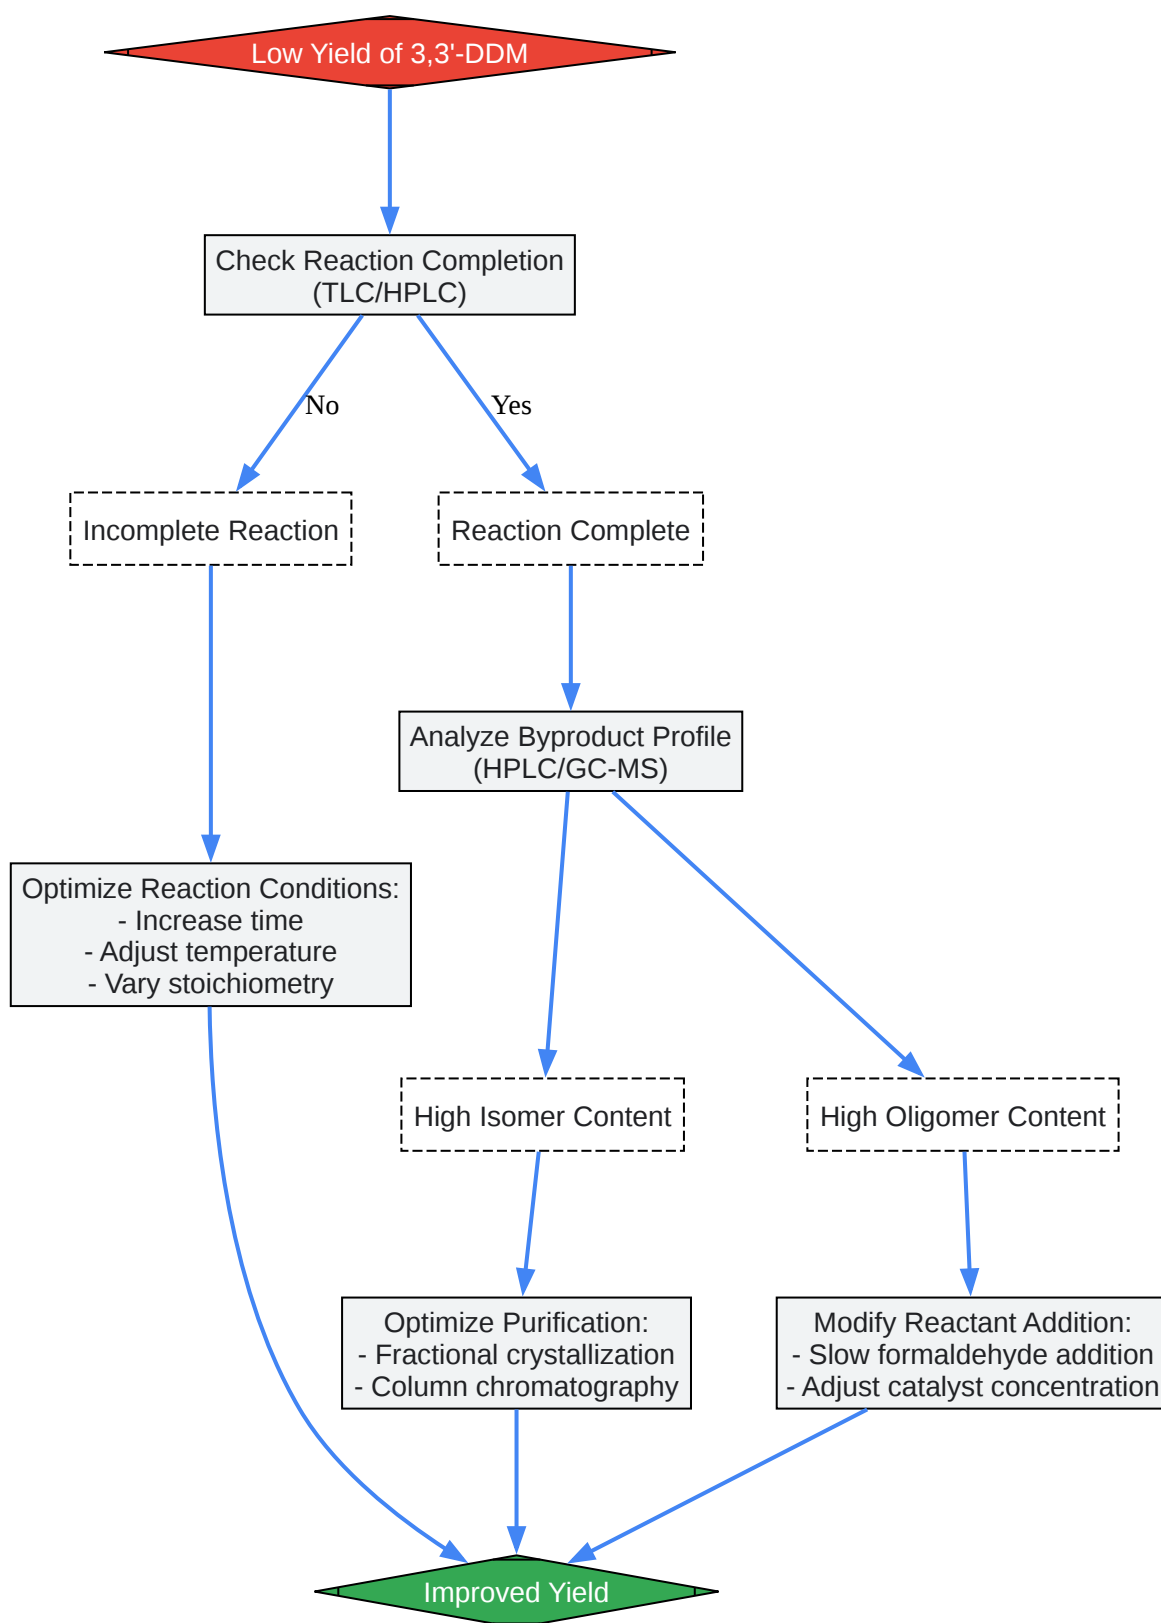 Low Yield of 3,3'-DDM
Check Reaction Completion
(TLC/HPLC)
No
Yes
Incomplete Reaction
Reaction Complete
Analyze Byproduct Profile
(HPLC/GC-MS)
Optimize Reaction Conditions:
- Increase time
- Adjust temperature
- Vary stoichiometry
High Isomer Content
High Oligomer Content
Optimize Purification:
- Fractional crystallization
- Column chromatography
Modify Reactant Addition:
- Slow formaldehyde addition
- Adjust catalyst concentration
Improved Yield